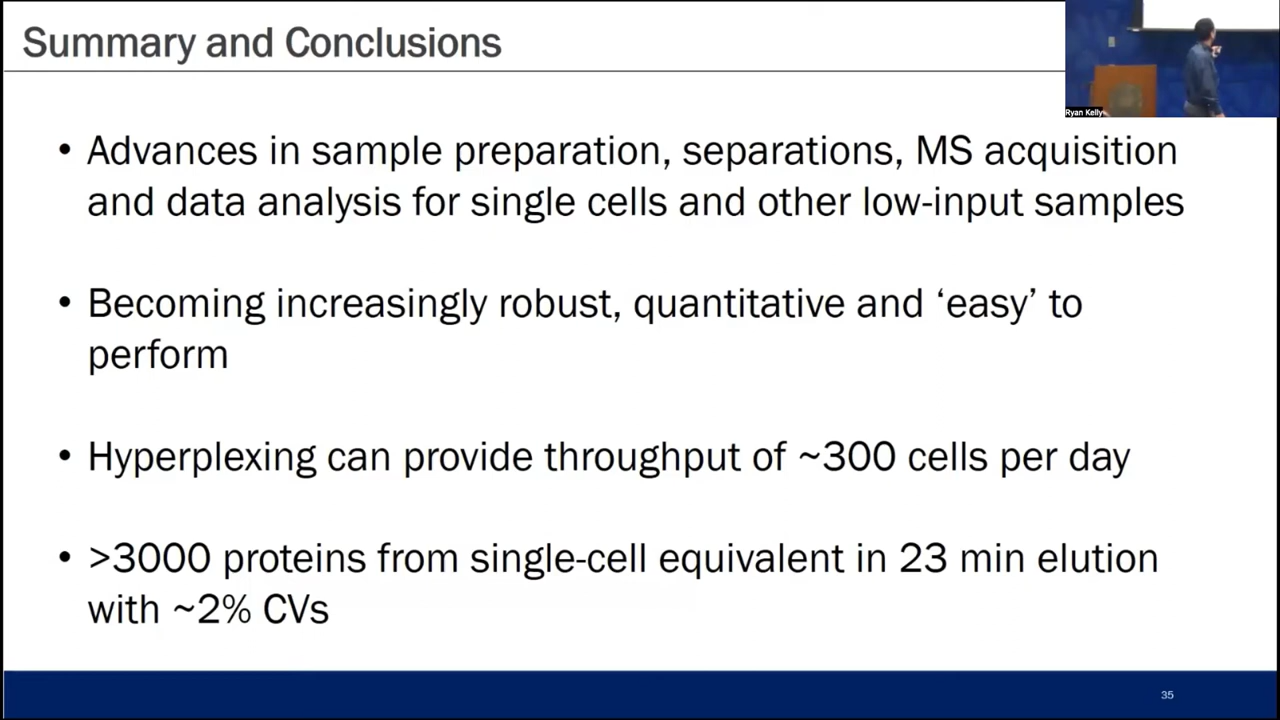 Summary and Conclusions
Ryan Kelly
• Advances in sample preparation, separations, MS acquisition
and data analysis for single cells and other low-input samples
• Becoming increasingly robust, quantitative and ‘easy’ to
perform
• Hyperplexing can provide throughput of ~300 cells per day
• >3000 proteins from single-cell equivalent in 23 min elution
with ~2% CVs
35